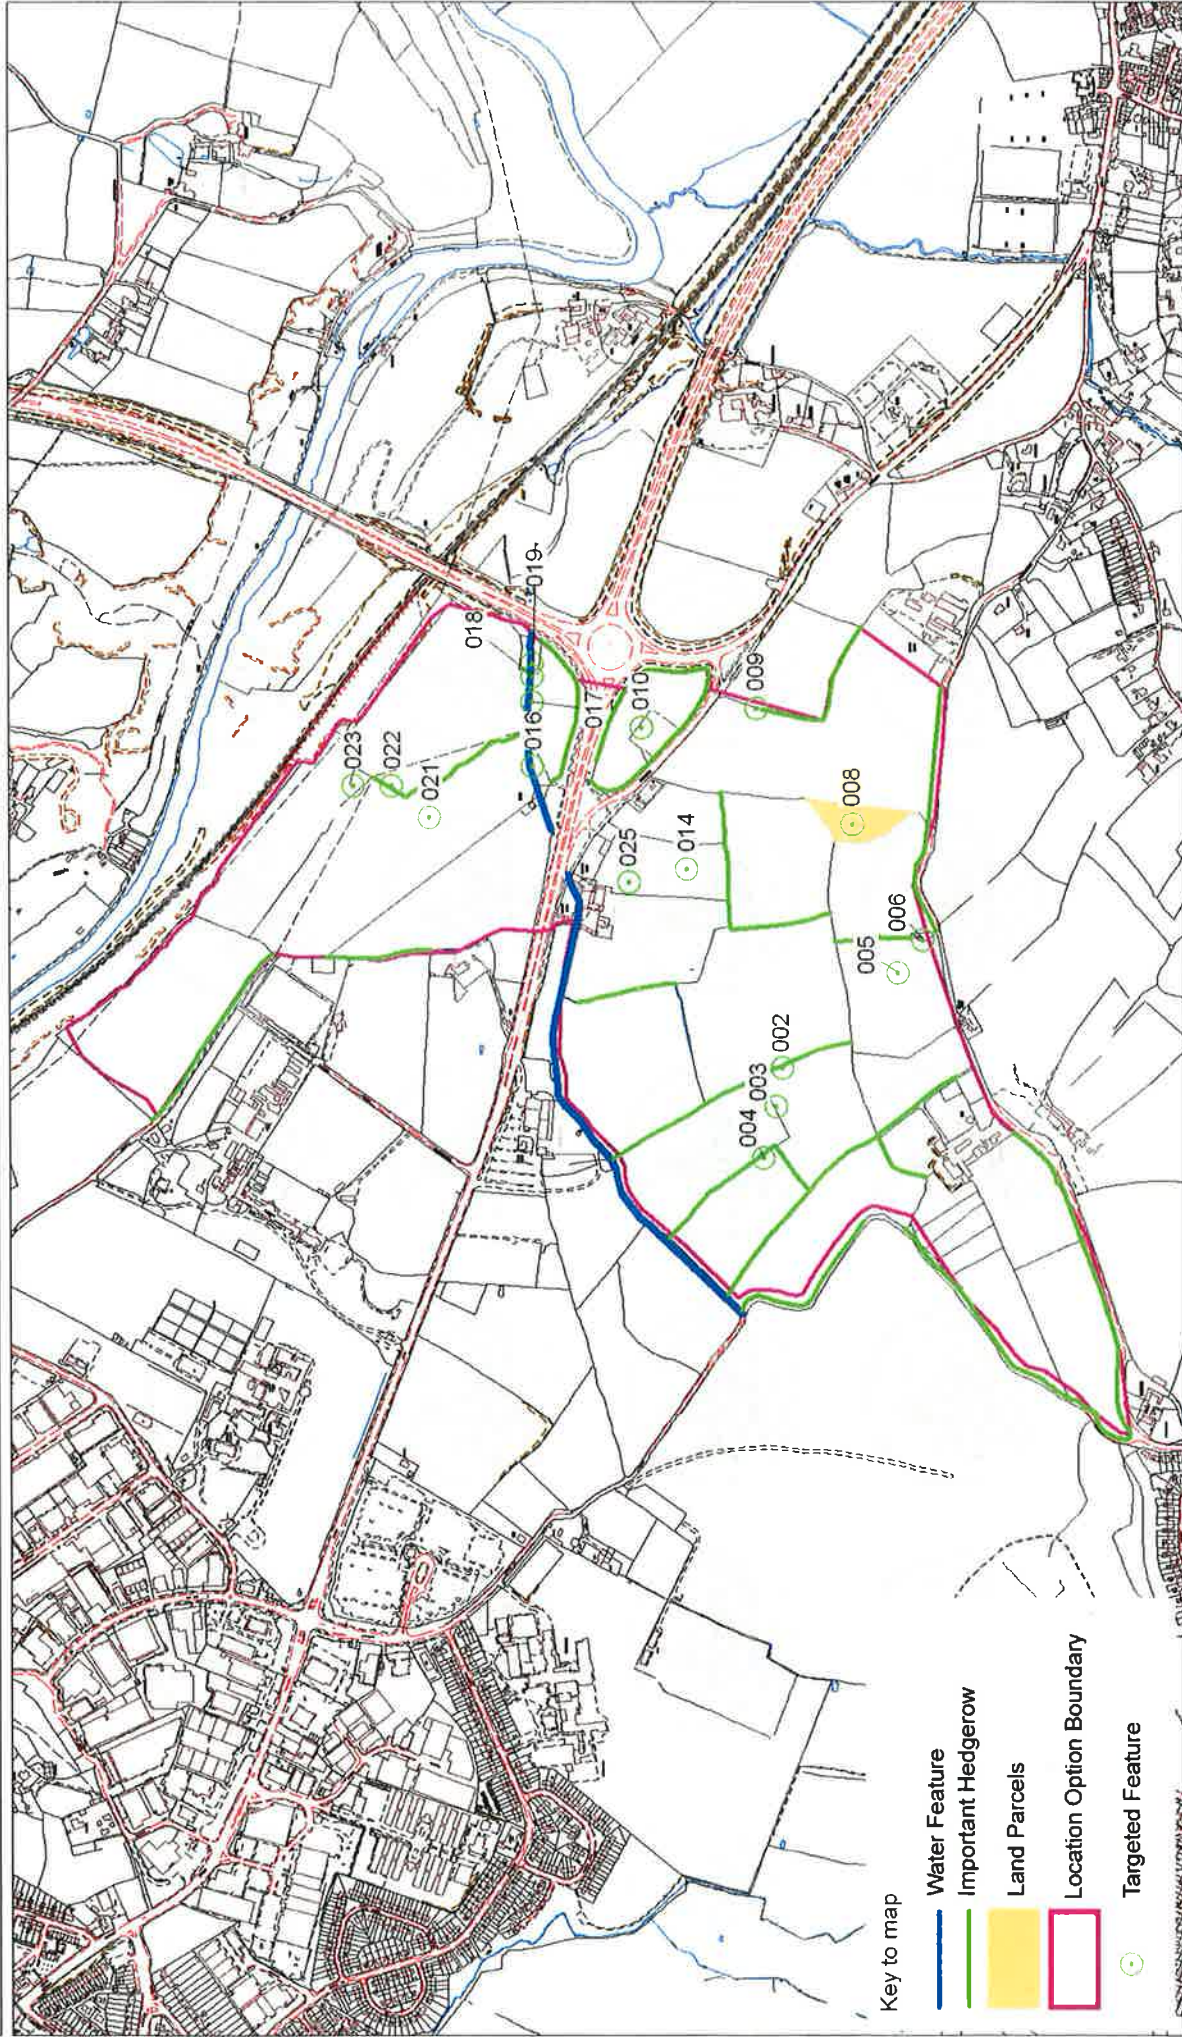 023
022
021
018
019
016
017
010
009
025
014
008
006
005
002
003
004
Key to map
Water Feature
Important Hedgerow
Land Parcels
Location Option Boundary
Targeted Feature